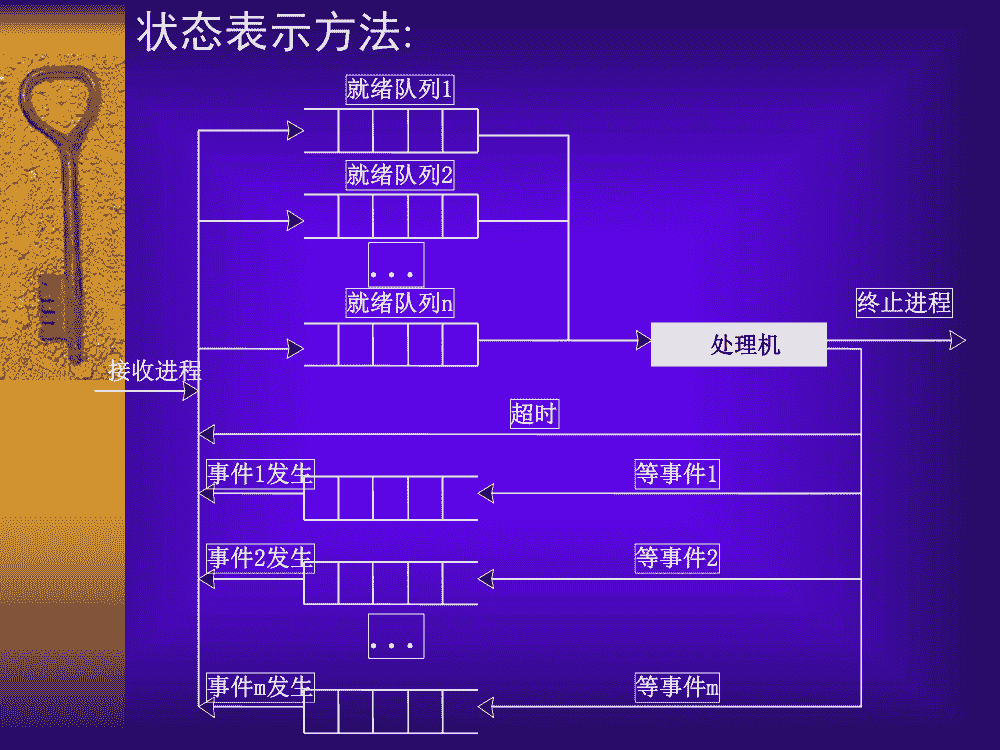 状态表示方法:
就绪队列1
就绪队列2
...
就绪队列n
终止进程
处理机
接收进程
超时
事件1发生
等事件1
事件2发生
等事件2
...
事件m发生
等事件m